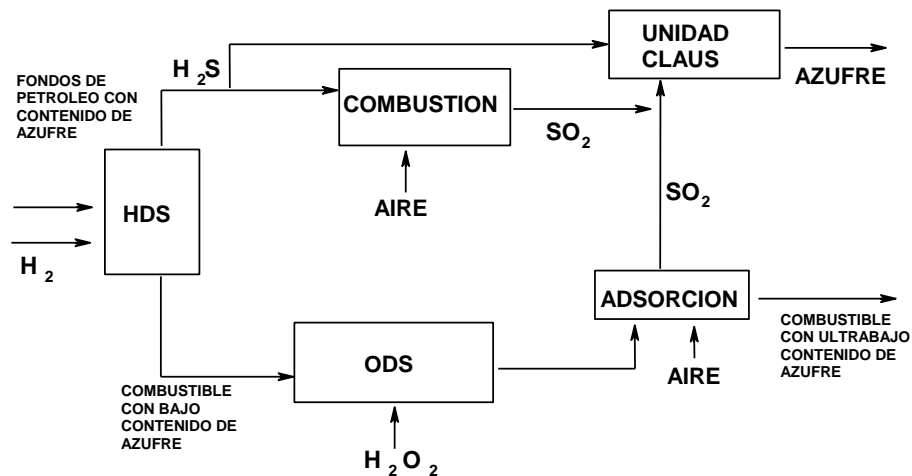 UNIDAD
CLAUS
AZUFRE
H2S
FONDOS DE
PETROLEO CON
CONTENIDO DE
AZUFRE
COMBUSTION
SO2
AIRE
HDS
H2
SO2
ADSORCION
COMBUSTIBLE
CON ULTRABAJO
CONTENIDO DE
AZUFRE
AIRE
ODS
COMBUSTIBLE
CON BAJO
CONTENIDO DE
AZUFRE
H2O2